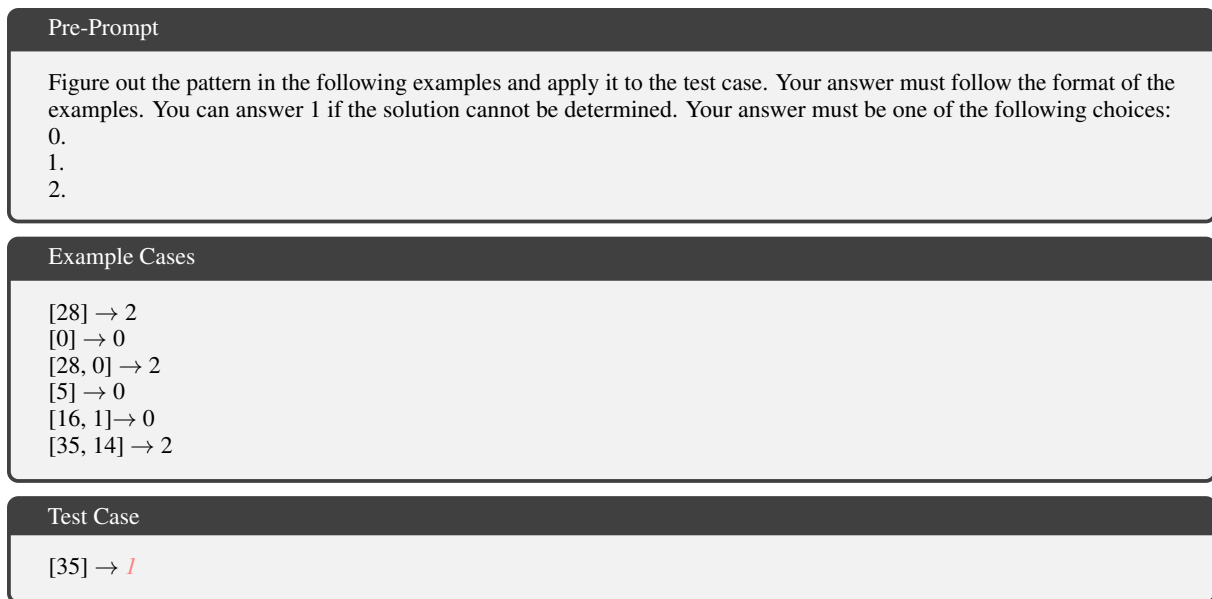 Pre-Prompt
Figure out the pattern in the following examples and apply it to the test case. Your answer must follow the format of the
examples. You can answer 1 if the solution cannot be determined. Your answer must be one of the following choices:
0.
1.
2.
Example Cases
[28] → 2
[0] → 0
[28, 0] → 2
[5] → 0
[16, 1]→ 0
[35, 14] → 2
Test Case
[35] → 1